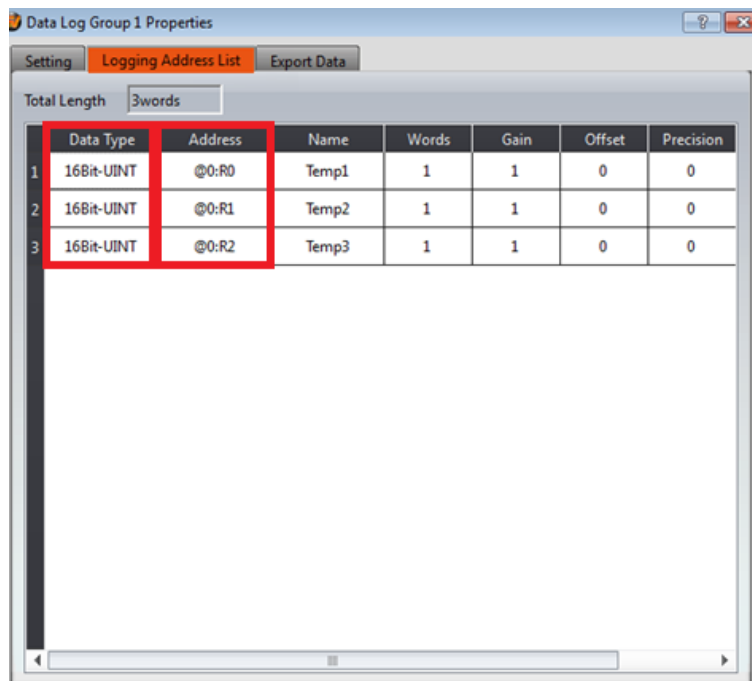 Data Log Group 1 Properties
Setting Logging Address List Export Data
Total Length 3words
Data Type Address Name Words Gain Offset Precision
1 16Bit-UINT @0:R0 Temp1 1 1 0 0
2 16Bit-UINT @0:R1 Temp2 1 1 0 0
3 16Bit-UINT @0:R2 Temp3 1 1 0 0